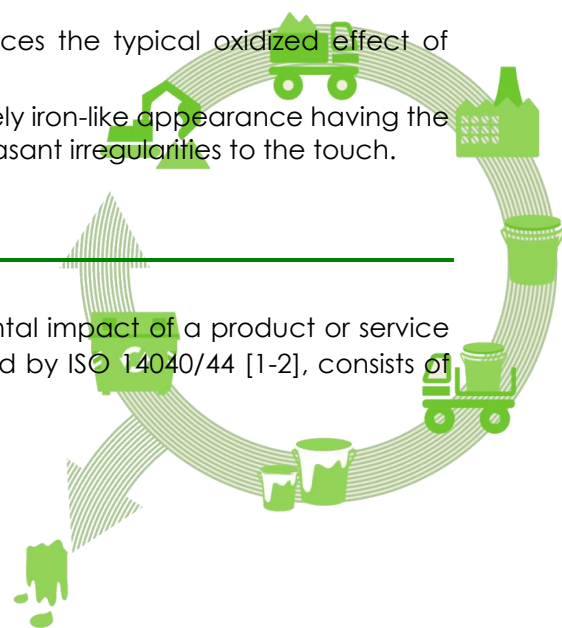 ces the typical oxidized effect of
ely iron-like appearance having the
asant irregularities to the touch.
ntal impact of a product or service
ed by ISO 14040/44 [1-2], consists of